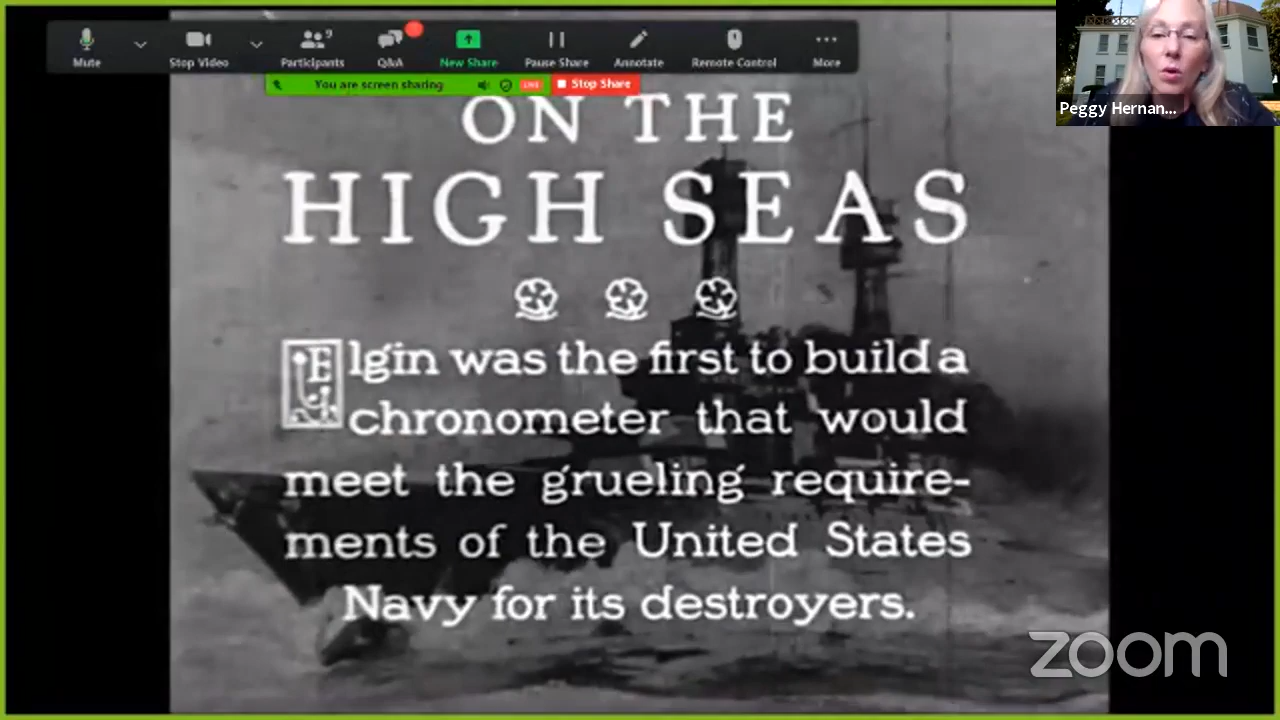 9
Mute
Stop Video
Participants
Q&A
New Share
Pause Share
Annotate
Remote Control
More
You are screen sharing
LIVE
Stop Share
Peggy Hernan...
ON THE
HIGH SEAS
Elgin was the first to build a
chronometer that would
meet the grueling require-
ments of the United States
Navy for its destroyers.
zoom